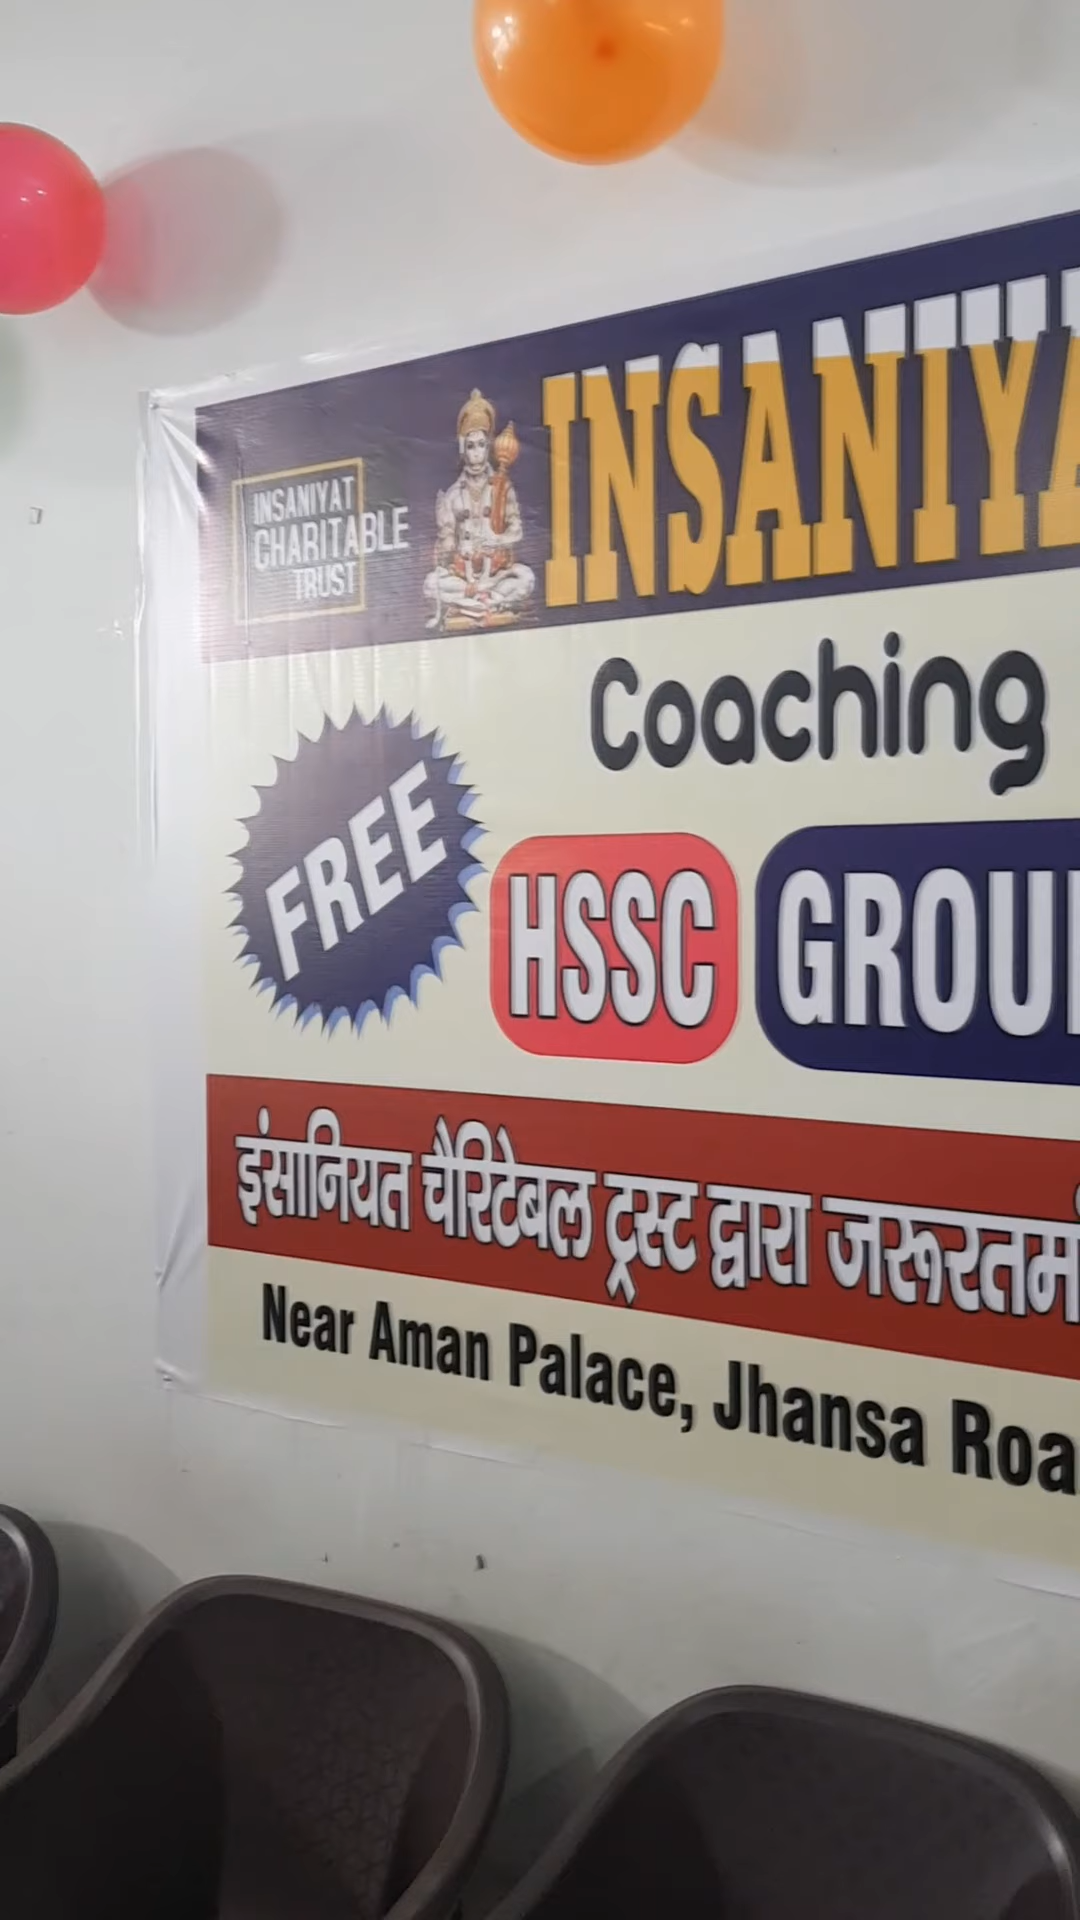 INSANIYAT
CHARITABLE
TRUST
INSANIYA
Coaching
FREE
HSSC
GROU
इंसानियत चैरिटेबल ट्रस्ट द्वारा जरूरतमं
Near Aman Palace, Jhansa Roa